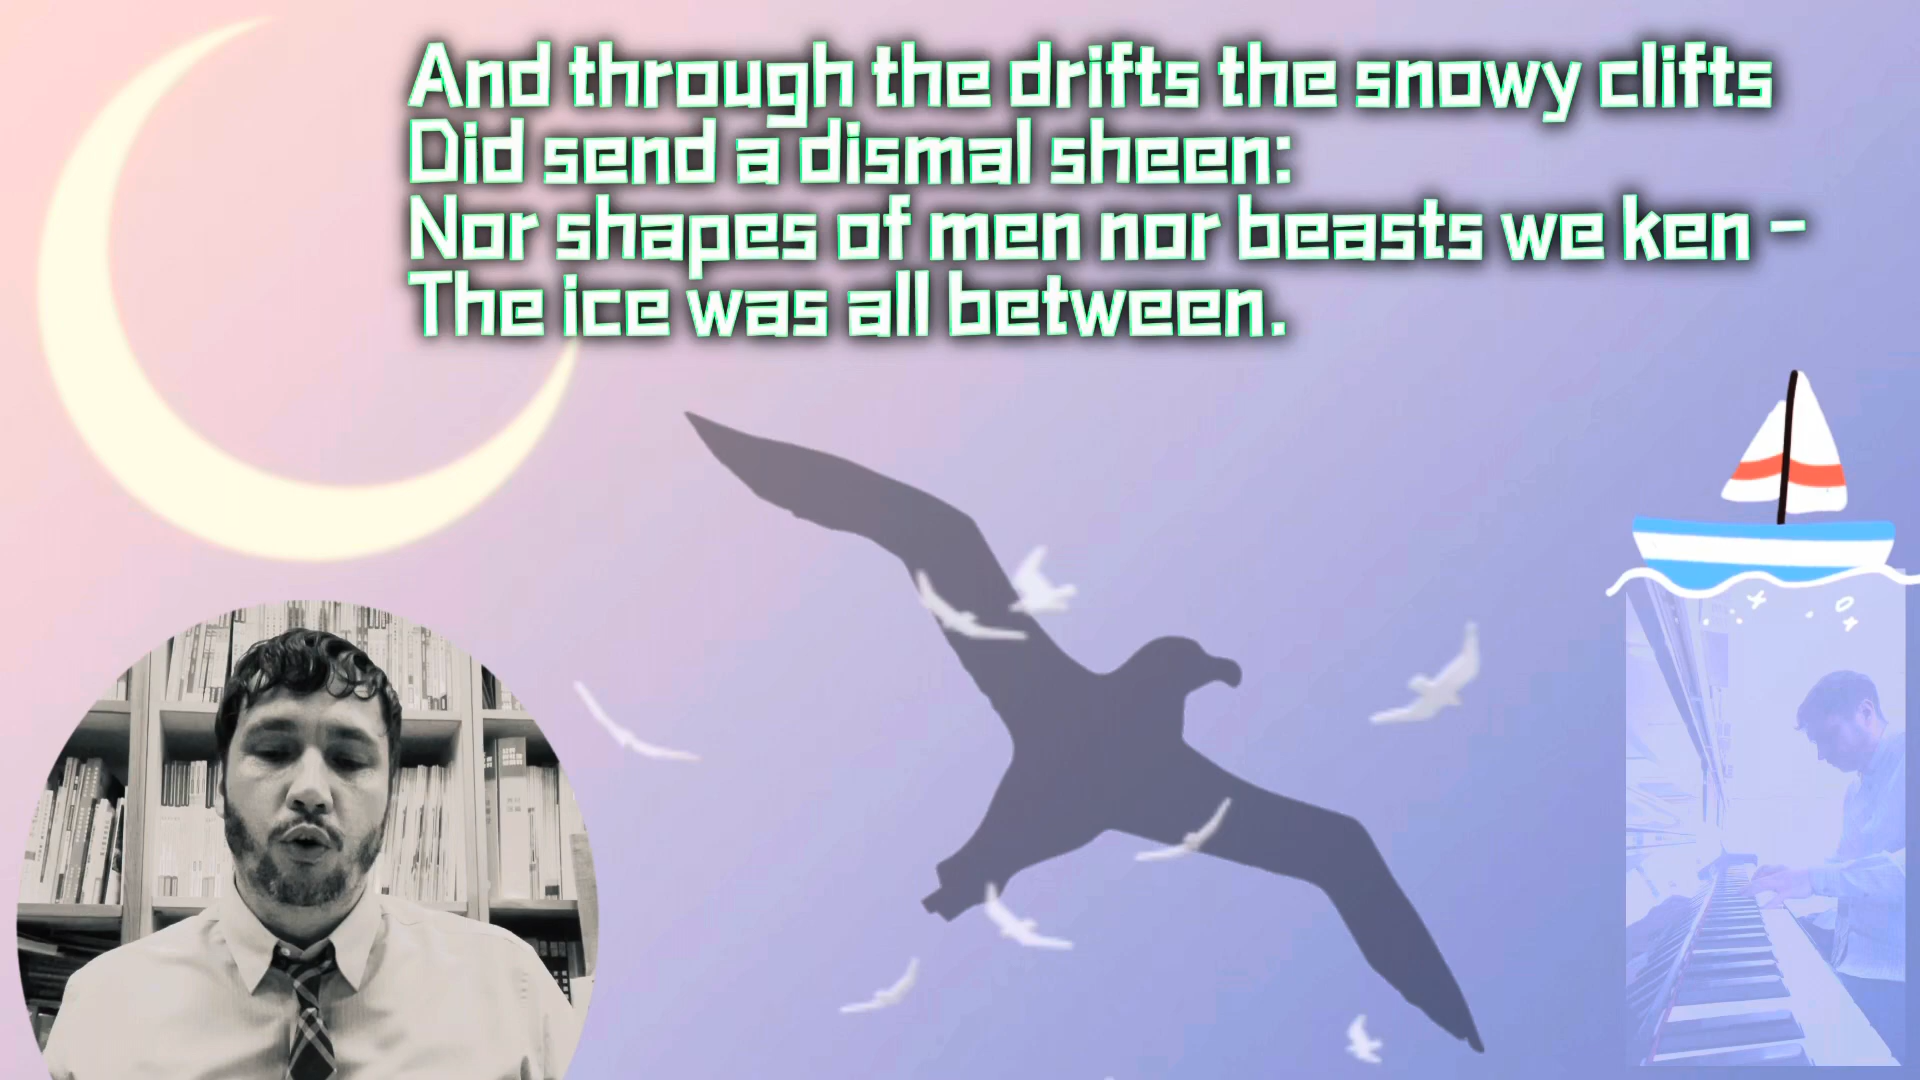 And through the drifts the snowy clifts
Did send a dismal sheen:
Nor shapes of men nor beasts we ken -
The ice was all between.